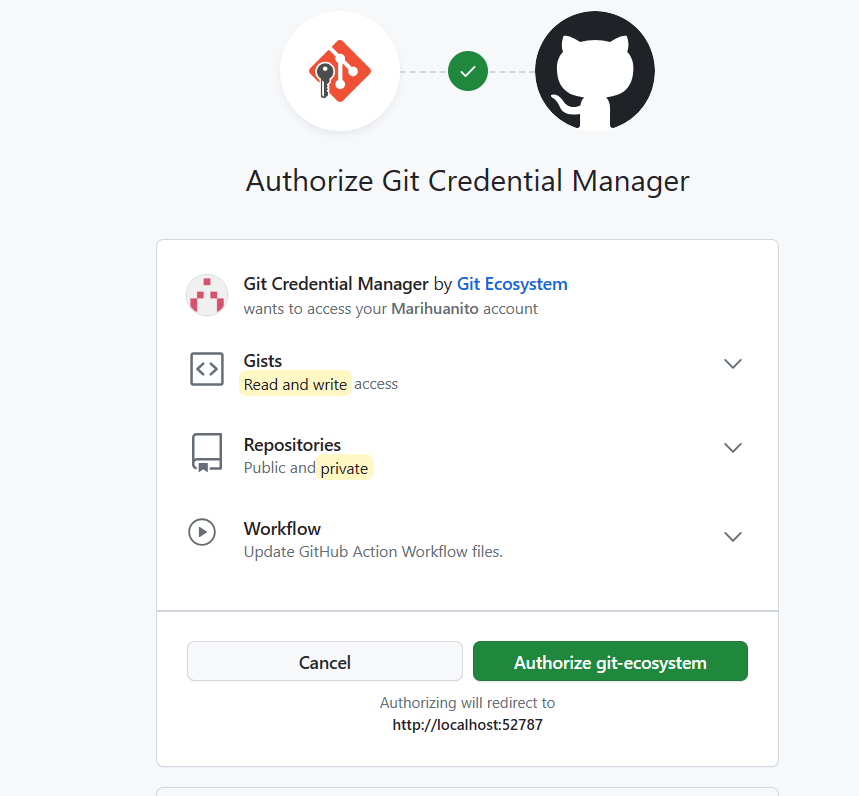 Authorize Git Credential Manager
Git Credential Manager by Git Ecosystem
wants to access your Marihuanito account
Gists
Read and write access
Repositories
Public and private
Workflow
Update GitHub Action Workflow files.
Cancel
Authorize git-ecosystem
Authorizing will redirect to
http://localhost:52787